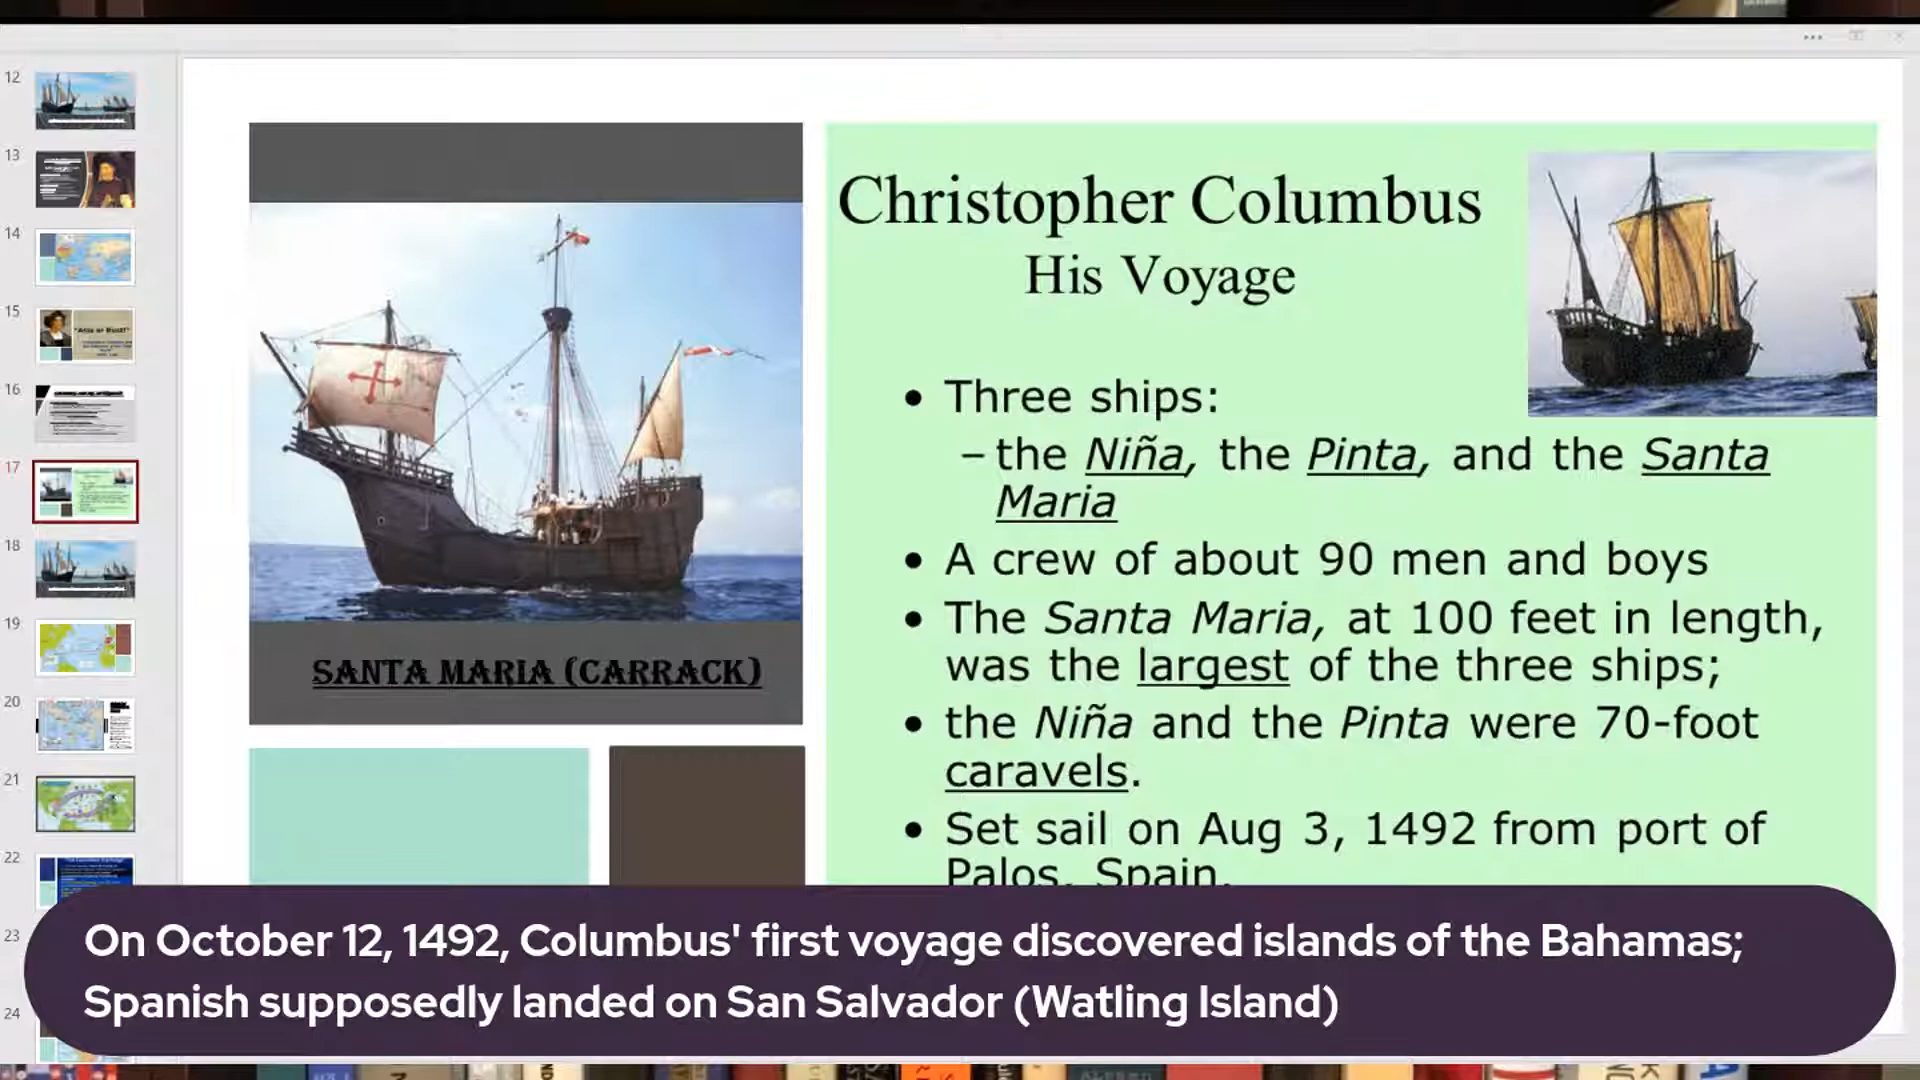 12
13
14
15
"Asia or Bust!"
16
17
18
19
20
21
22
23
24
SANTA MARIA (CARRACK)
Christopher Columbus
His Voyage
• Three ships:
– the Niña, the Pinta, and the Santa
Maria
• A crew of about 90 men and boys
• The Santa Maria, at 100 feet in length,
was the largest of the three ships;
• the Niña and the Pinta were 70-foot
caravels.
• Set sail on Aug 3, 1492 from port of
Palos, Spain.
On October 12, 1492, Columbus' first voyage discovered islands of the Bahamas;
Spanish supposedly landed on San Salvador (Watling Island)